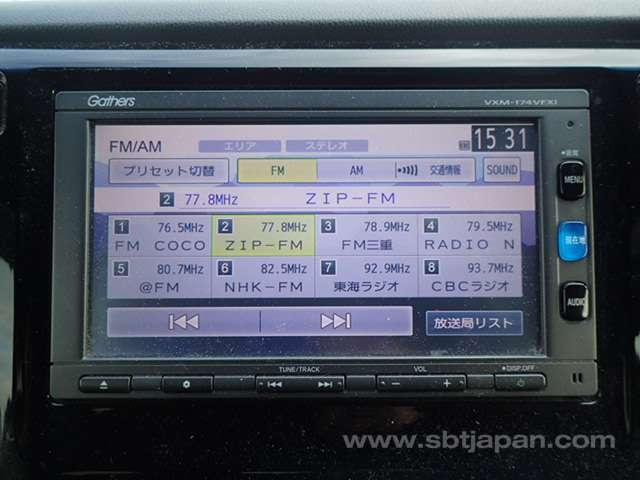 Gathers VXM-174VFXi
FM/AM エリア ステレオ 15 31
プリセット切替 FM AM 交通情報 SOUND
2 77.8MHz ZIP-FM
1 76.5MHz 2 77.8MHz 3 78.9MHz 4 79.5MHz
FM COCO ZIP-FM FM三重 RADIO N
5 80.7MHz 6 82.5MHz 7 92.9MHz 8 93.7MHz
@FM NHK-FM 東海ラジオ CBCラジオ
放送局リスト
MENU
現在地
AUDIO
TUNE/TRACK VOL DISP.OFF
www.sbtjapan.com